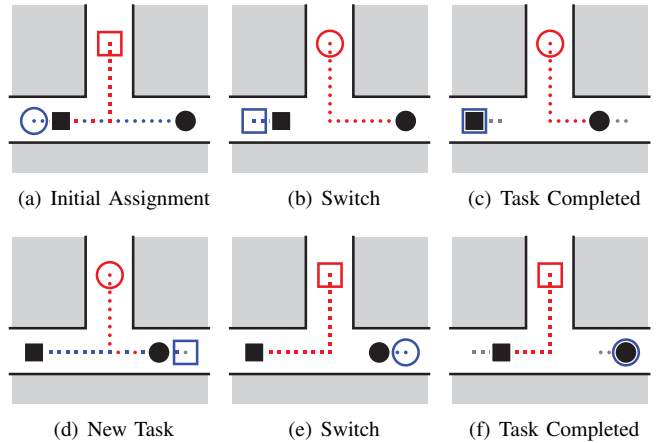 (a) Initial Assignment
(b) Switch
(c) Task Completed
(d) New Task
(e) Switch
(f) Task Completed